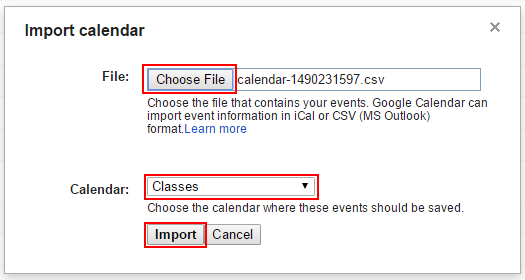 Import calendar
File: Choose File calendar-1490231597.csv
Choose the file that contains your events. Google Calendar can
import event information in iCal or CSV (MS Outlook)
format.Learn more
Calendar: Classes
Choose the calendar where these events should be saved.
Import Cancel